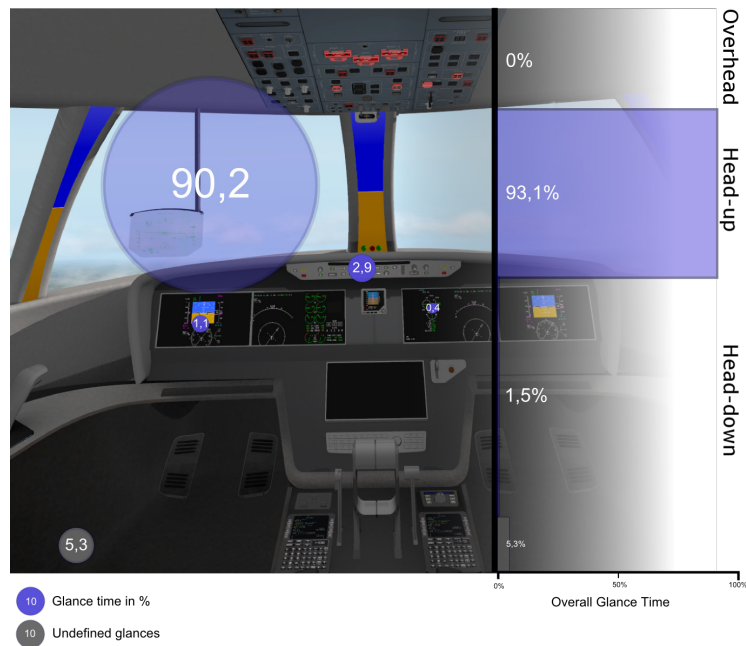 Overhead
0%
90,2
93,1%
Head-up
2,9
1,1
0,4
1,5%
Head-down
5,3
5,3%
0%
50%
100%
Overall Glance Time
10
Glance time in %
10
Undefined glances